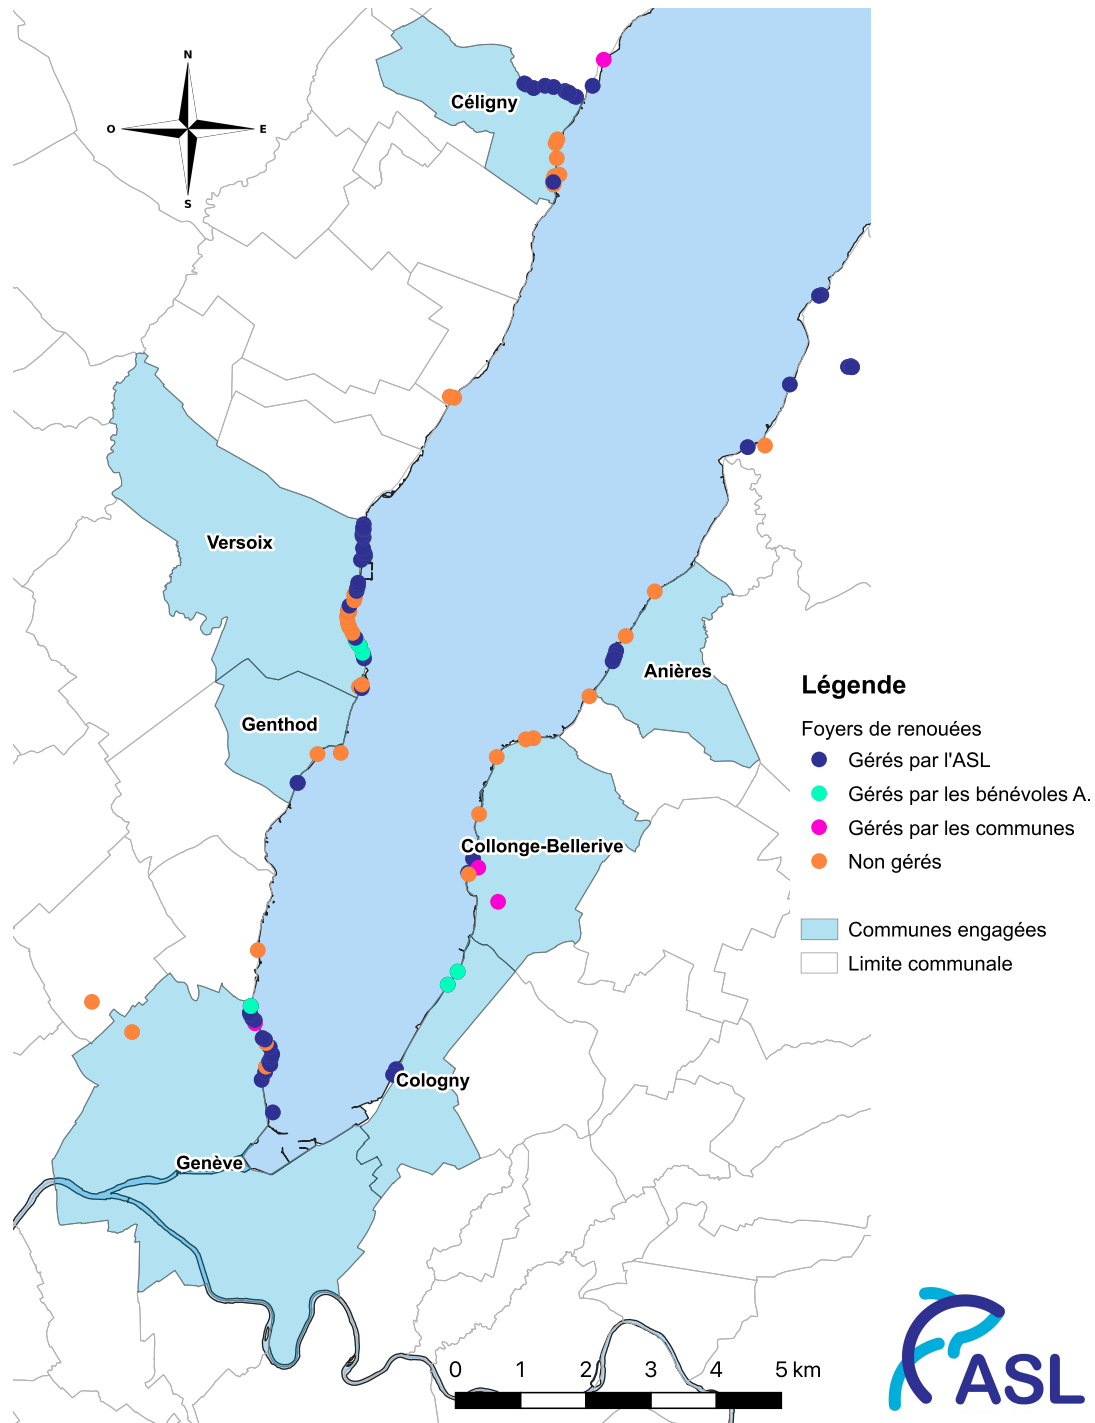 N
O
E
S
Céligny
Versoix
Genthod
Anières
Collonge-Bellerive
Cologny
Genève
Légende
Foyers de renouées
Gérés par l'ASL
Gérés par les bénévoles A.
Gérés par les communes
Non gérés
Communes engagées
Limite communale
0 1 2 3 4 5 km
ASL